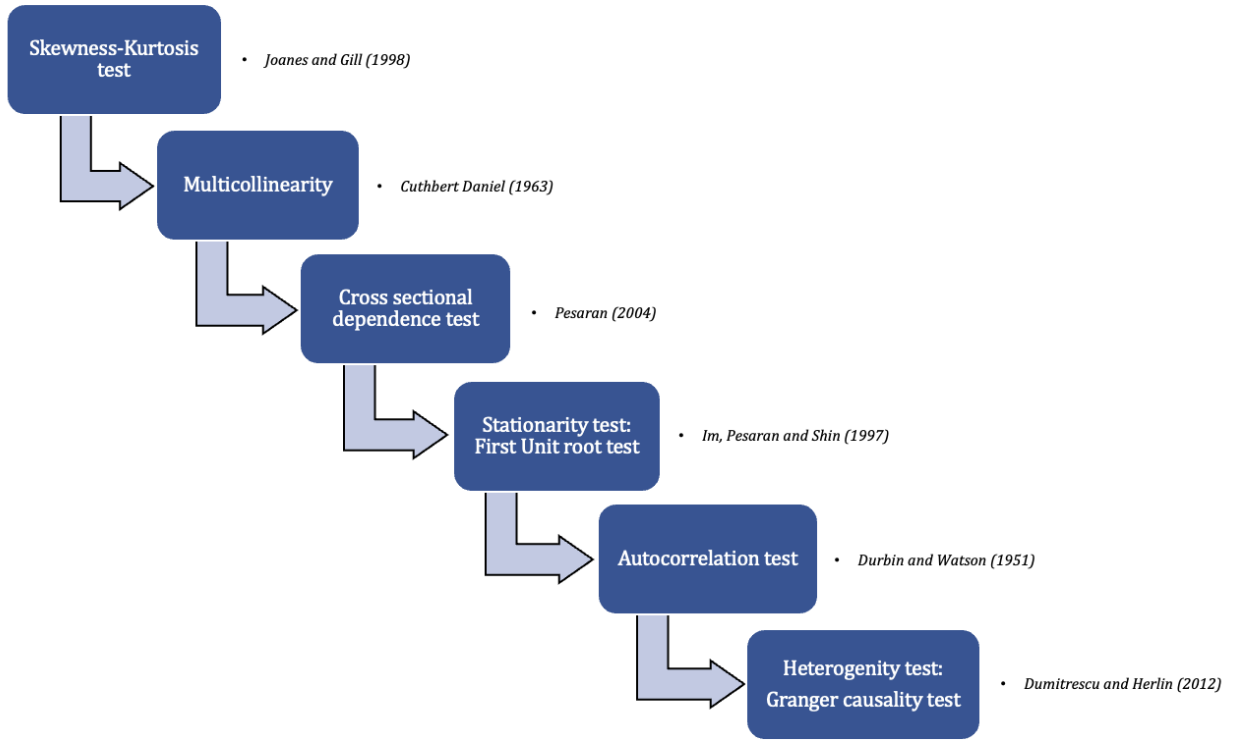 Skewness-Kurtosis
test
• Joanes and Gill (1998)
Multicollinearity
• Cuthbert Daniel (1963)
Cross sectional
dependence test
• Pesaran (2004)
Stationarity test:
First Unit root test
• Im, Pesaran and Shin (1997)
Autocorrelation test
• Durbin and Watson (1951)
Heterogenity test:
Granger causality test
• Dumitrescu and Herlin (2012)